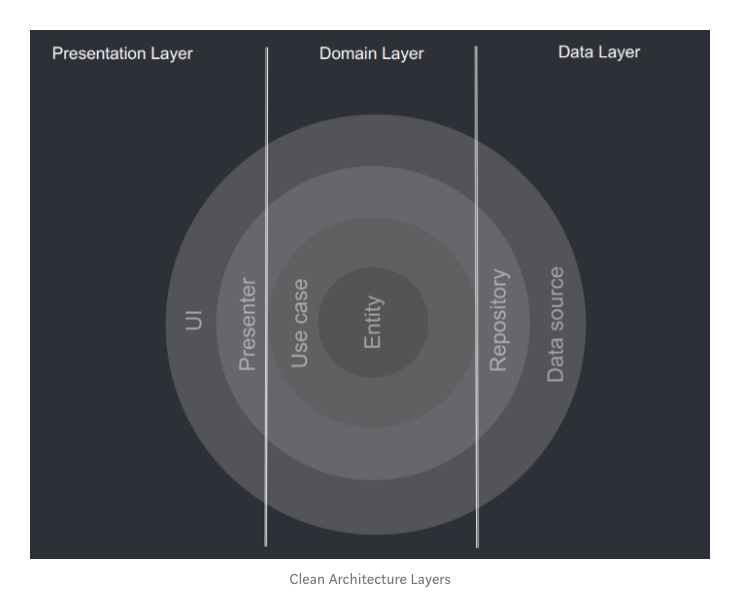 Presentation Layer
Domain Layer
Data Layer
UI
Presenter
Use case
Entity
Repository
Data source
Clean Architecture Layers